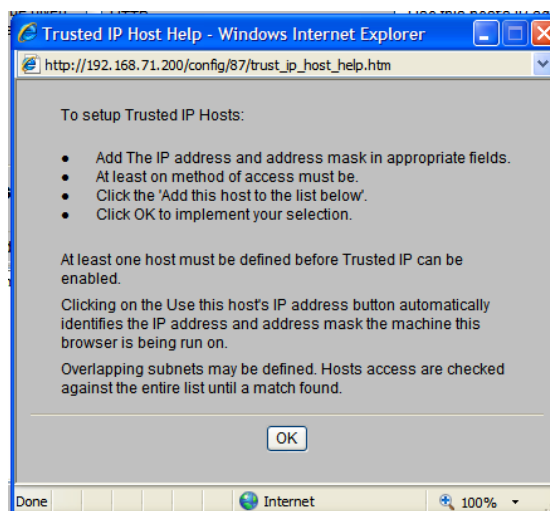 Trusted IP Host Help - Windows Internet Explorer
http://192.168.71.200/config/87/trust_ip_host_help.htm
To setup Trusted IP Hosts:
● Add The IP address and address mask in appropriate fields.
● At least on method of access must be.
● Click the 'Add this host to the list below'.
● Click OK to implement your selection.
At least one host must be defined before Trusted IP can be
enabled.
Clicking on the Use this host's IP address button automatically
identifies the IP address and address mask the machine this
browser is being run on.
Overlapping subnets may be defined. Hosts access are checked
against the entire list until a match found.
OK
Done
Internet
100%